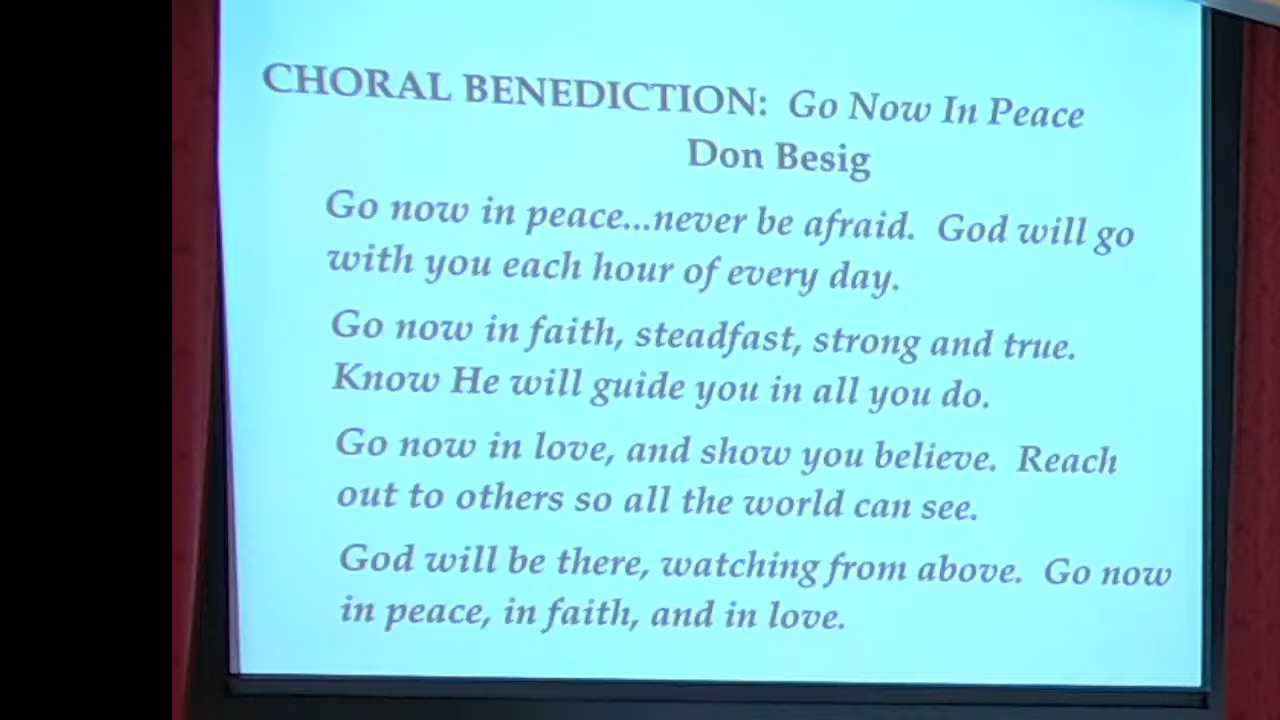 CHORAL BENEDICTION: Go Now In Peace
Don Besig
Go now in peace...never be afraid. God will go
with you each hour of every day.
Go now in faith, steadfast, strong and true.
Know He will guide you in all you do.
Go now in love, and show you believe. Reach
out to others so all the world can see.
God will be there, watching from above. Go now
in peace, in faith, and in love.